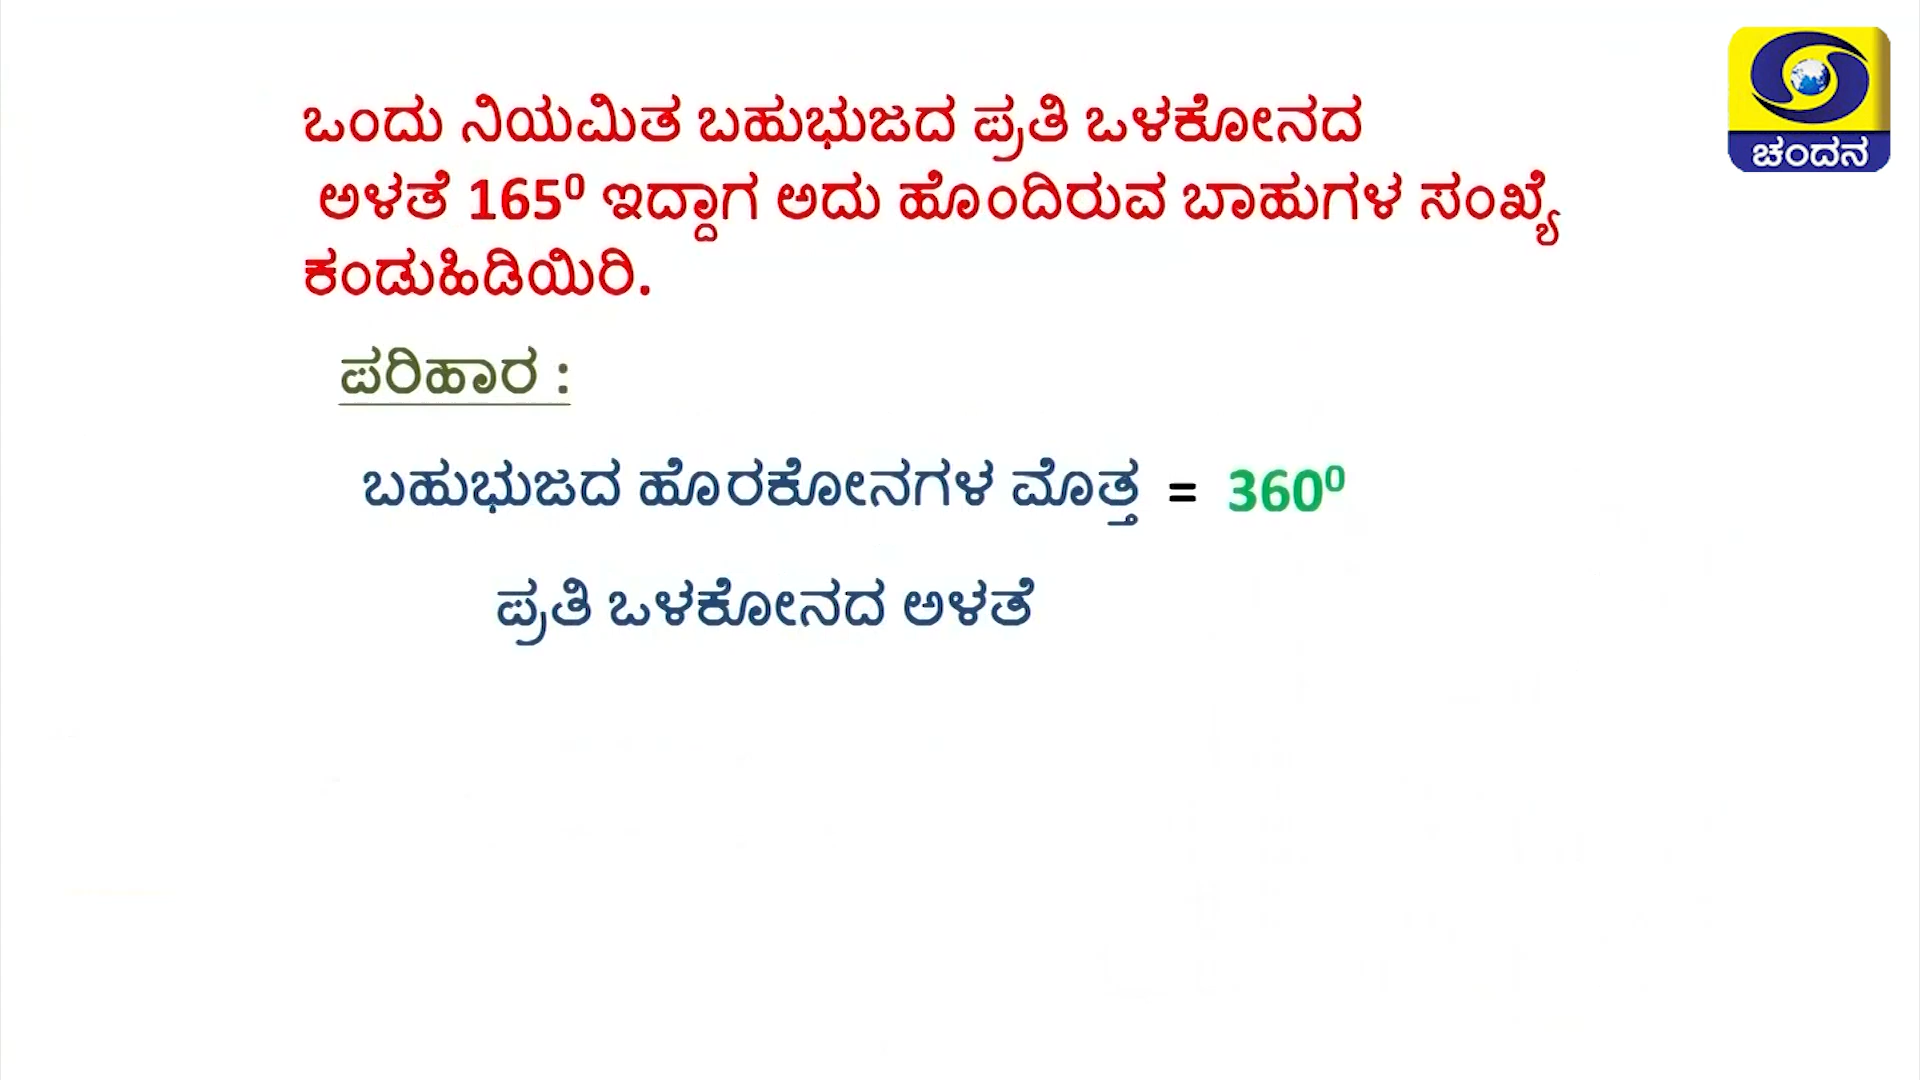 ಒಂದು ನಿಯಮಿತ ಬಹುಭುಜದ ಪ್ರತಿ ಒಳಕೋನದ
ಅಳತೆ 165⁰ ಇದ್ದಾಗ ಅದು ಹೊಂದಿರುವ ಬಾಹುಗಳ ಸಂಖ್ಯೆ
ಕಂಡುಹಿಡಿಯಿರಿ.
ಪರಿಹಾರ :
ಬಹುಭುಜದ ಹೊರಕೋನಗಳ ಮೊತ್ತ = 360⁰
ಪ್ರತಿ ಒಳಕೋನದ ಅಳತೆ
ಚಂದನ